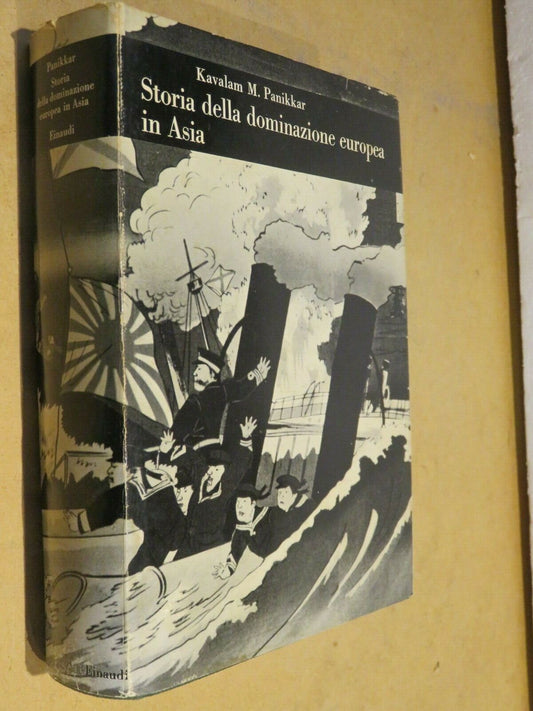 Panikkar
Storia
della dominazione
europea in Asia
Einaudi
Kavalam M. Panikkar
Storia della dominazione europea
in Asia
Einaudi